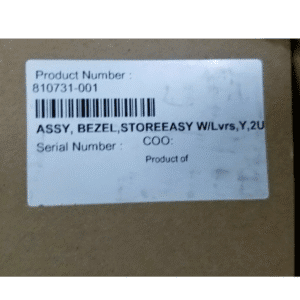 Product Number :
810731-001
ASSY, BEZEL,STOREEASY W/Lvrs,Y,2U
Serial Number : COO:
Product of